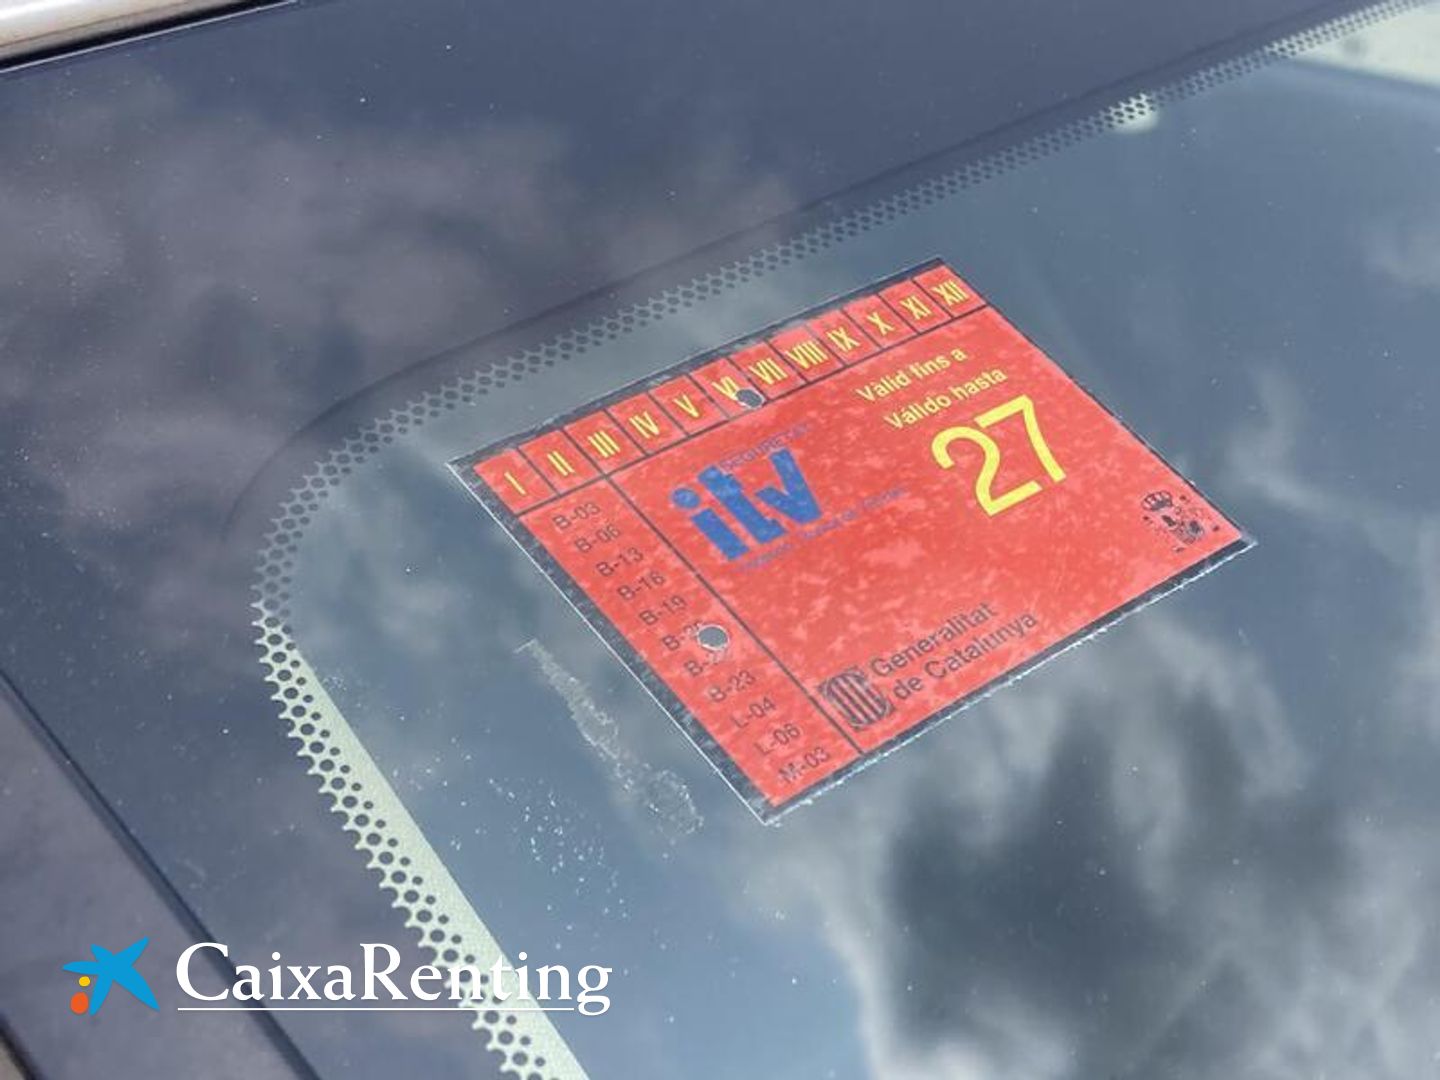 I II III IV V VI VII VIII IX X XI XII
Vàlid fins a
Válido hasta
27
itv
B-03
B-06
B-13
B-16
B-19
B-23
L-04
L-06
M-03
Generalitat
de Catalunya
CaixaRenting